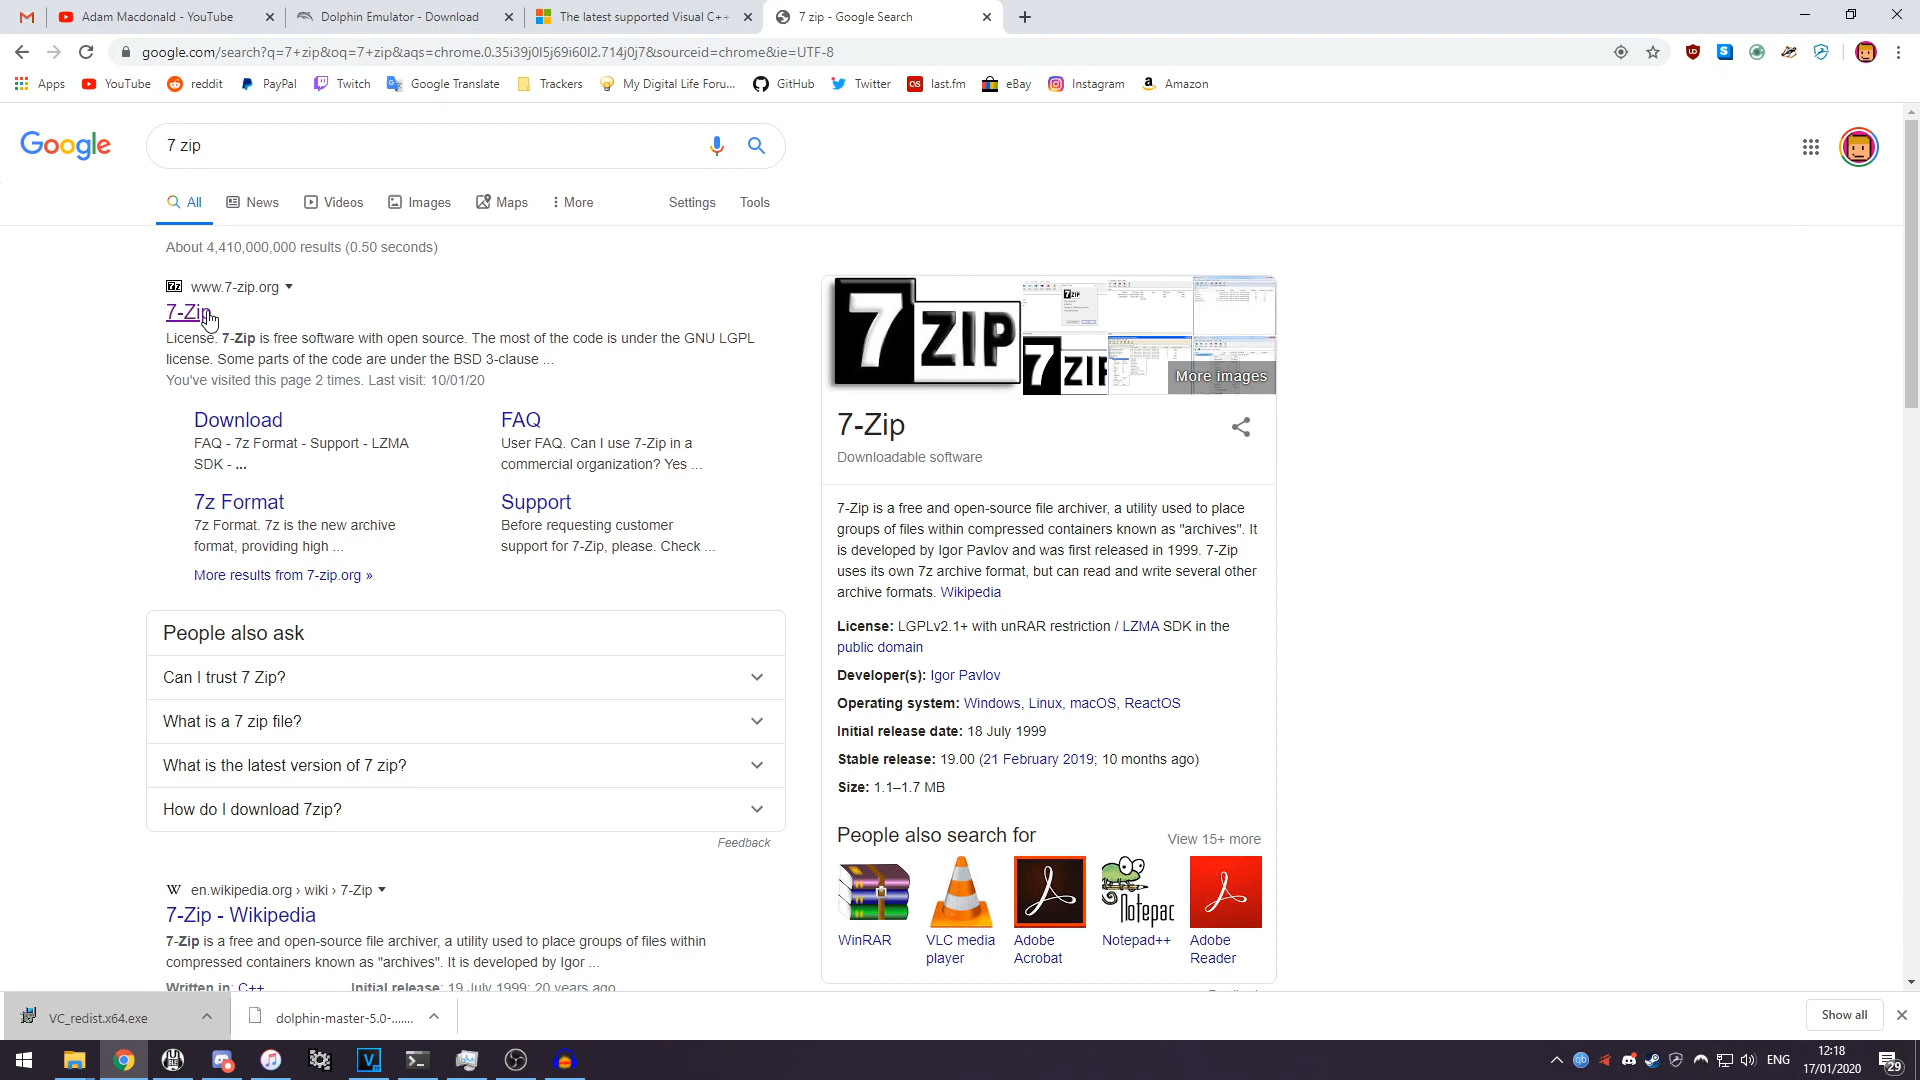 Adam Macdonald - YouTube
Dolphin Emulator - Download
The latest supported Visual C++
7 zip - Google Search
google.com/search?q=7+zip&oq=7+zip&aqs=chrome.0.35i39j0l5j69i60l2.714j0j7&sourceid=chrome&ie=UTF-8
Apps YouTube reddit PayPal Twitch Google Translate Trackers My Digital Life Foru... GitHub Twitter last.fm eBay Instagram Amazon
Google
7 zip
All News Videos Images Maps More Settings Tools
About 4,410,000,000 results (0.50 seconds)
7z www.7-zip.org
7-Zip
License. 7-Zip is free software with open source. The most of the code is under the GNU LGPL
license. Some parts of the code are under the BSD 3-clause ...
You've visited this page 2 times. Last visit: 10/01/20
Download
FAQ - 7z Format - Support - LZMA
SDK - ...
FAQ
User FAQ. Can I use 7-Zip in a
commercial organization? Yes ...
7z Format
7z Format. 7z is the new archive
format, providing high ...
Support
Before requesting customer
support for 7-Zip, please. Check ...
More results from 7-zip.org »
People also ask
Can I trust 7 Zip?
What is a 7 zip file?
What is the latest version of 7 zip?
How do I download 7zip?
Feedback
W en.wikipedia.org › wiki › 7-Zip
7-Zip - Wikipedia
7-Zip is a free and open-source file archiver, a utility used to place groups of files within
compressed containers known as "archives". It is developed by Igor ...
Written in: C++ Initial release: 19 July 1999; 20 years ago
7 ZIP
7 ZIP
More images
7-Zip
Downloadable software
7-Zip is a free and open-source file archiver, a utility used to place
groups of files within compressed containers known as "archives". It
is developed by Igor Pavlov and was first released in 1999. 7-Zip
uses its own 7z archive format, but can read and write several other
archive formats. Wikipedia
License: LGPLv2.1+ with unRAR restriction / LZMA SDK in the
public domain
Developer(s): Igor Pavlov
Operating system: Windows, Linux, macOS, ReactOS
Initial release date: 18 July 1999
Stable release: 19.00 (21 February 2019; 10 months ago)
Size: 1.1–1.7 MB
People also search for
View 15+ more
WinRAR
VLC media
player
Adobe
Acrobat
Notepad++
Adobe
Reader
VC_redist.x64.exe
dolphin-master-5.0-.......
Show all
ENG
12:18
17/01/2020
29